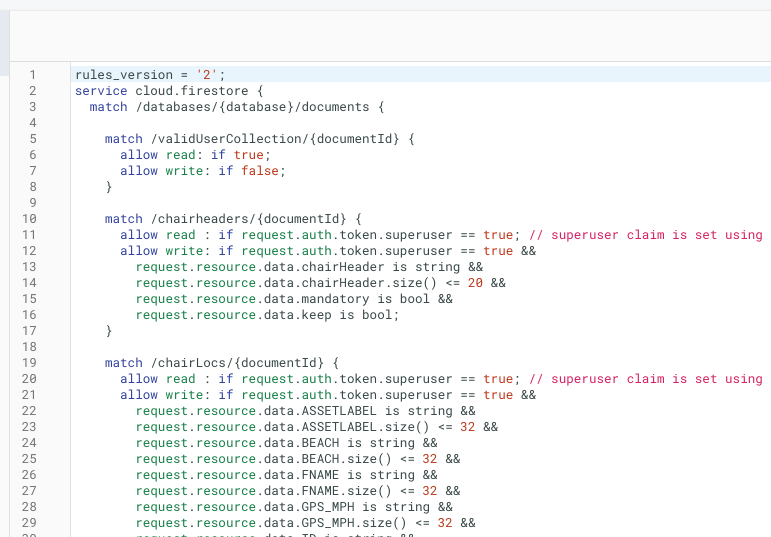 1 rules_version = '2';
2 service cloud.firestore {
3 match /databases/{database}/documents {
4
5 match /validUserCollection/{documentId} {
6 allow read: if true;
7 allow write: if false;
8 }
9
10 match /chairheaders/{documentId} {
11 allow read : if request.auth.token.superuser == true; // superuser claim is set using
12 allow write: if request.auth.token.superuser == true &&
13 request.resource.data.chairHeader is string &&
14 request.resource.data.chairHeader.size() <= 20 &&
15 request.resource.data.mandatory is bool &&
16 request.resource.data.keep is bool;
17 }
18
19 match /chairLocs/{documentId} {
20 allow read : if request.auth.token.superuser == true; // superuser claim is set using
21 allow write: if request.auth.token.superuser == true &&
22 request.resource.data.ASSETLABEL is string &&
23 request.resource.data.ASSETLABEL.size() <= 32 &&
24 request.resource.data.BEACH is string &&
25 request.resource.data.BEACH.size() <= 32 &&
26 request.resource.data.FNAME is string &&
27 request.resource.data.FNAME.size() <= 32 &&
28 request.resource.data.GPS_MPH is string &&
29 request.resource.data.GPS_MPH.size() <= 32 &&